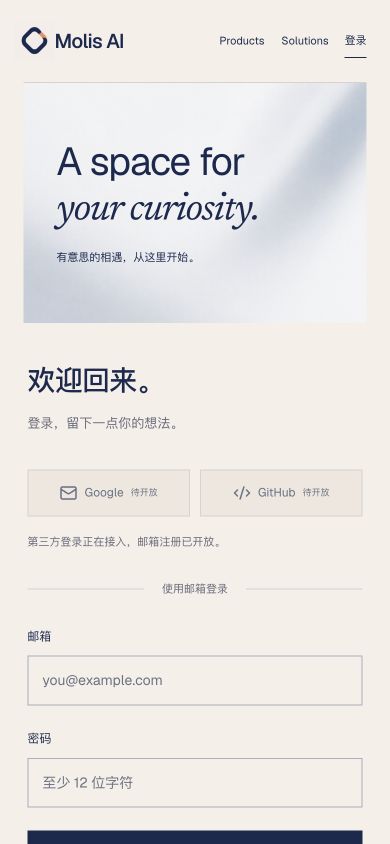 Molis AI
Products Solutions 登录
A space for
your curiosity.
有意思的相遇，从这里开始。
欢迎回来。
登录，留下一点你的想法。
Google 待开放
GitHub 待开放
第三方登录正在接入，邮箱注册已开放。
使用邮箱登录
邮箱
you@example.com
密码
至少 12 位字符